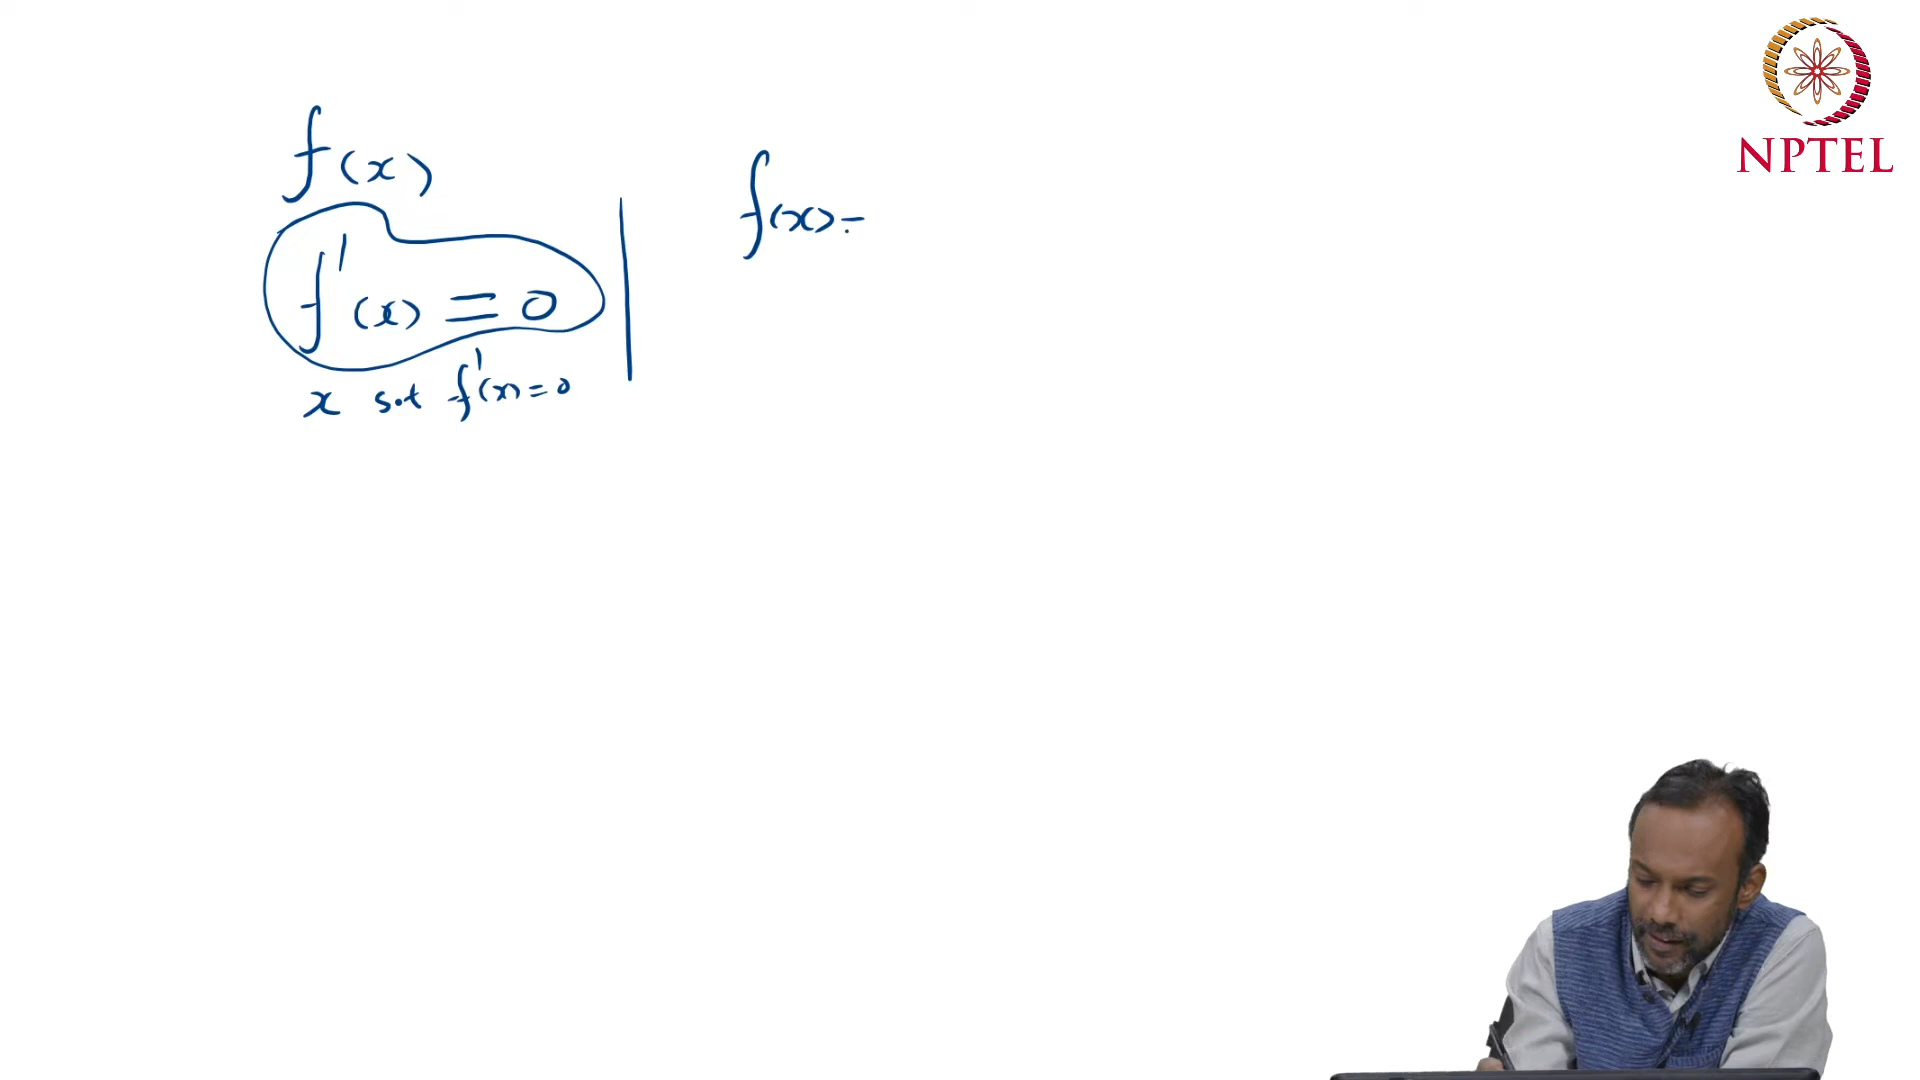 NPTEL
f(x)
f'(x) = 0
x s.t f'(x) = 0
f(x) =